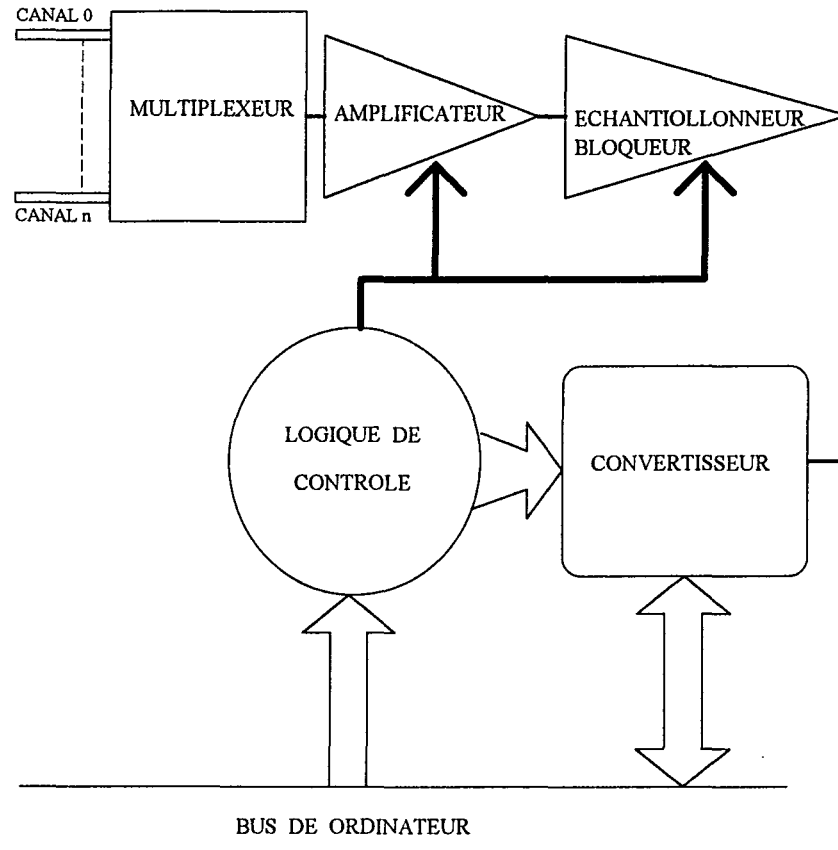 CANAL 0
MULTIPLEXEUR
AMPLIFICATEUR
ECHANTIOLLONNEUR
BLOQUEUR
CANAL n
LOGIQUE DE
CONTROLE
CONVERTISSEUR
BUS DE ORDINATEUR